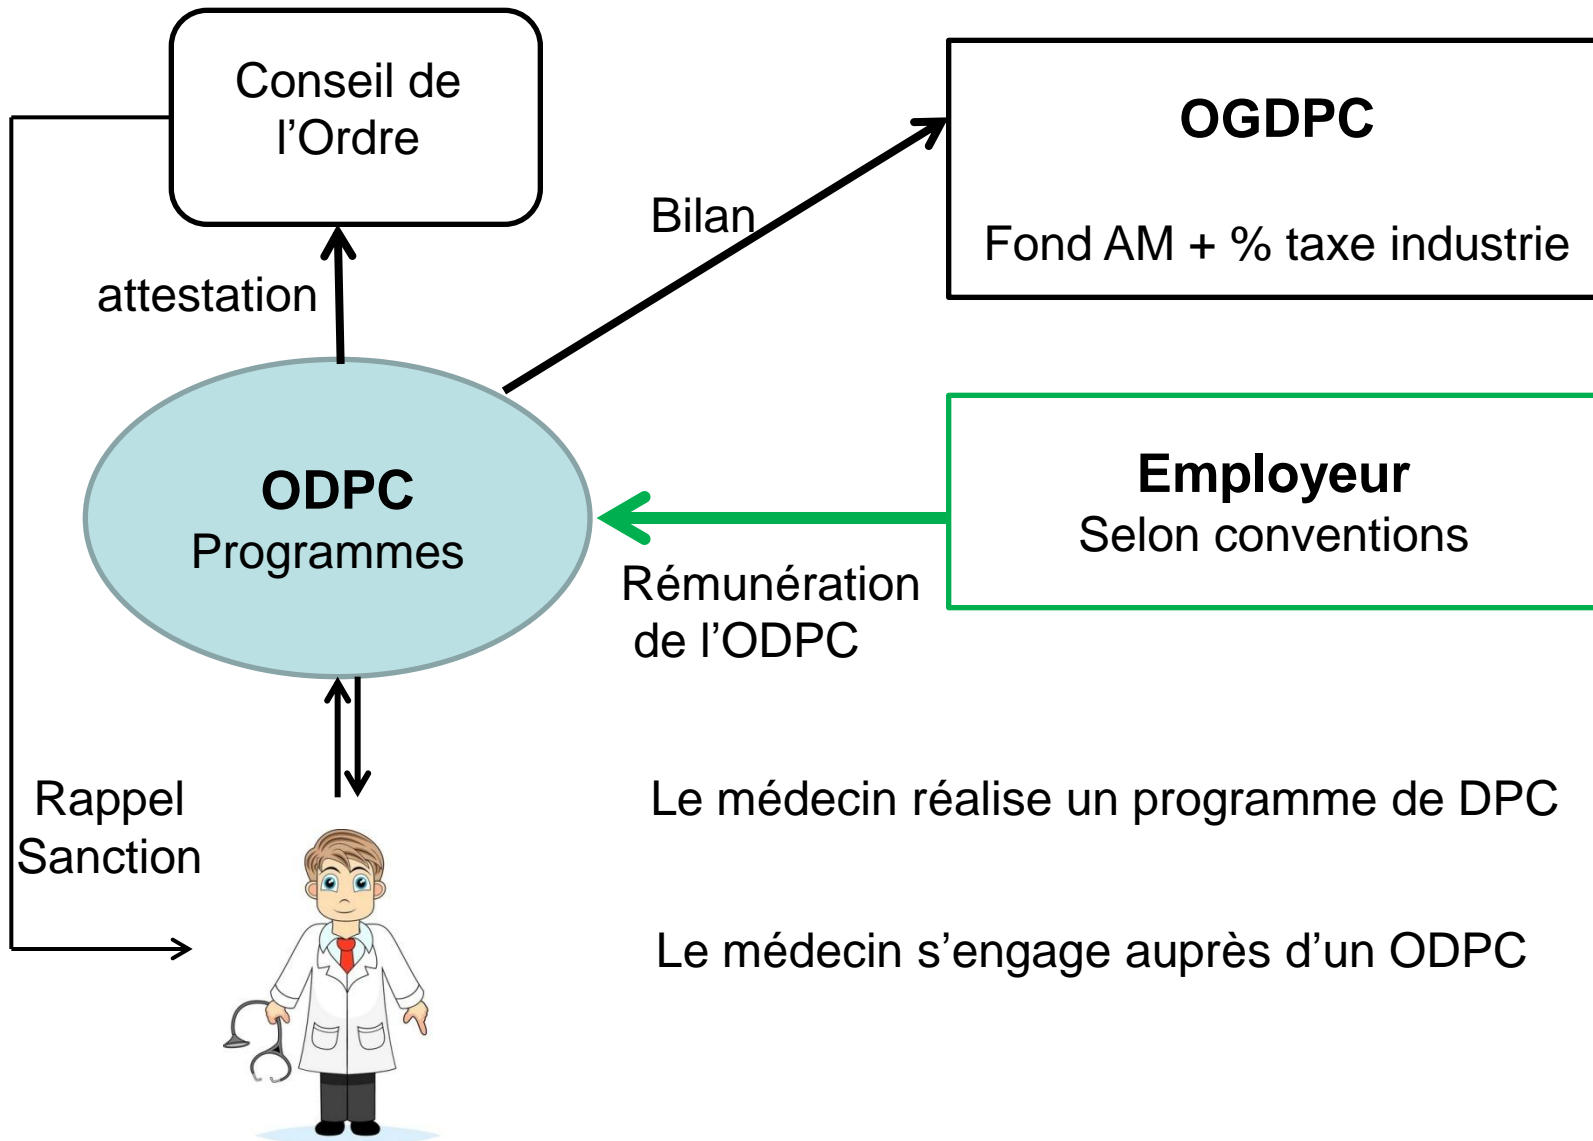 Conseil de
l’Ordre
OGDPC
Fond AM + % taxe industrie
Bilan
attestation
ODPC
Programmes
Employeur
Selon conventions
Rémunération
de l’ODPC
Rappel
Sanction
Le médecin réalise un programme de DPC
Le médecin s’engage auprès d’un ODPC